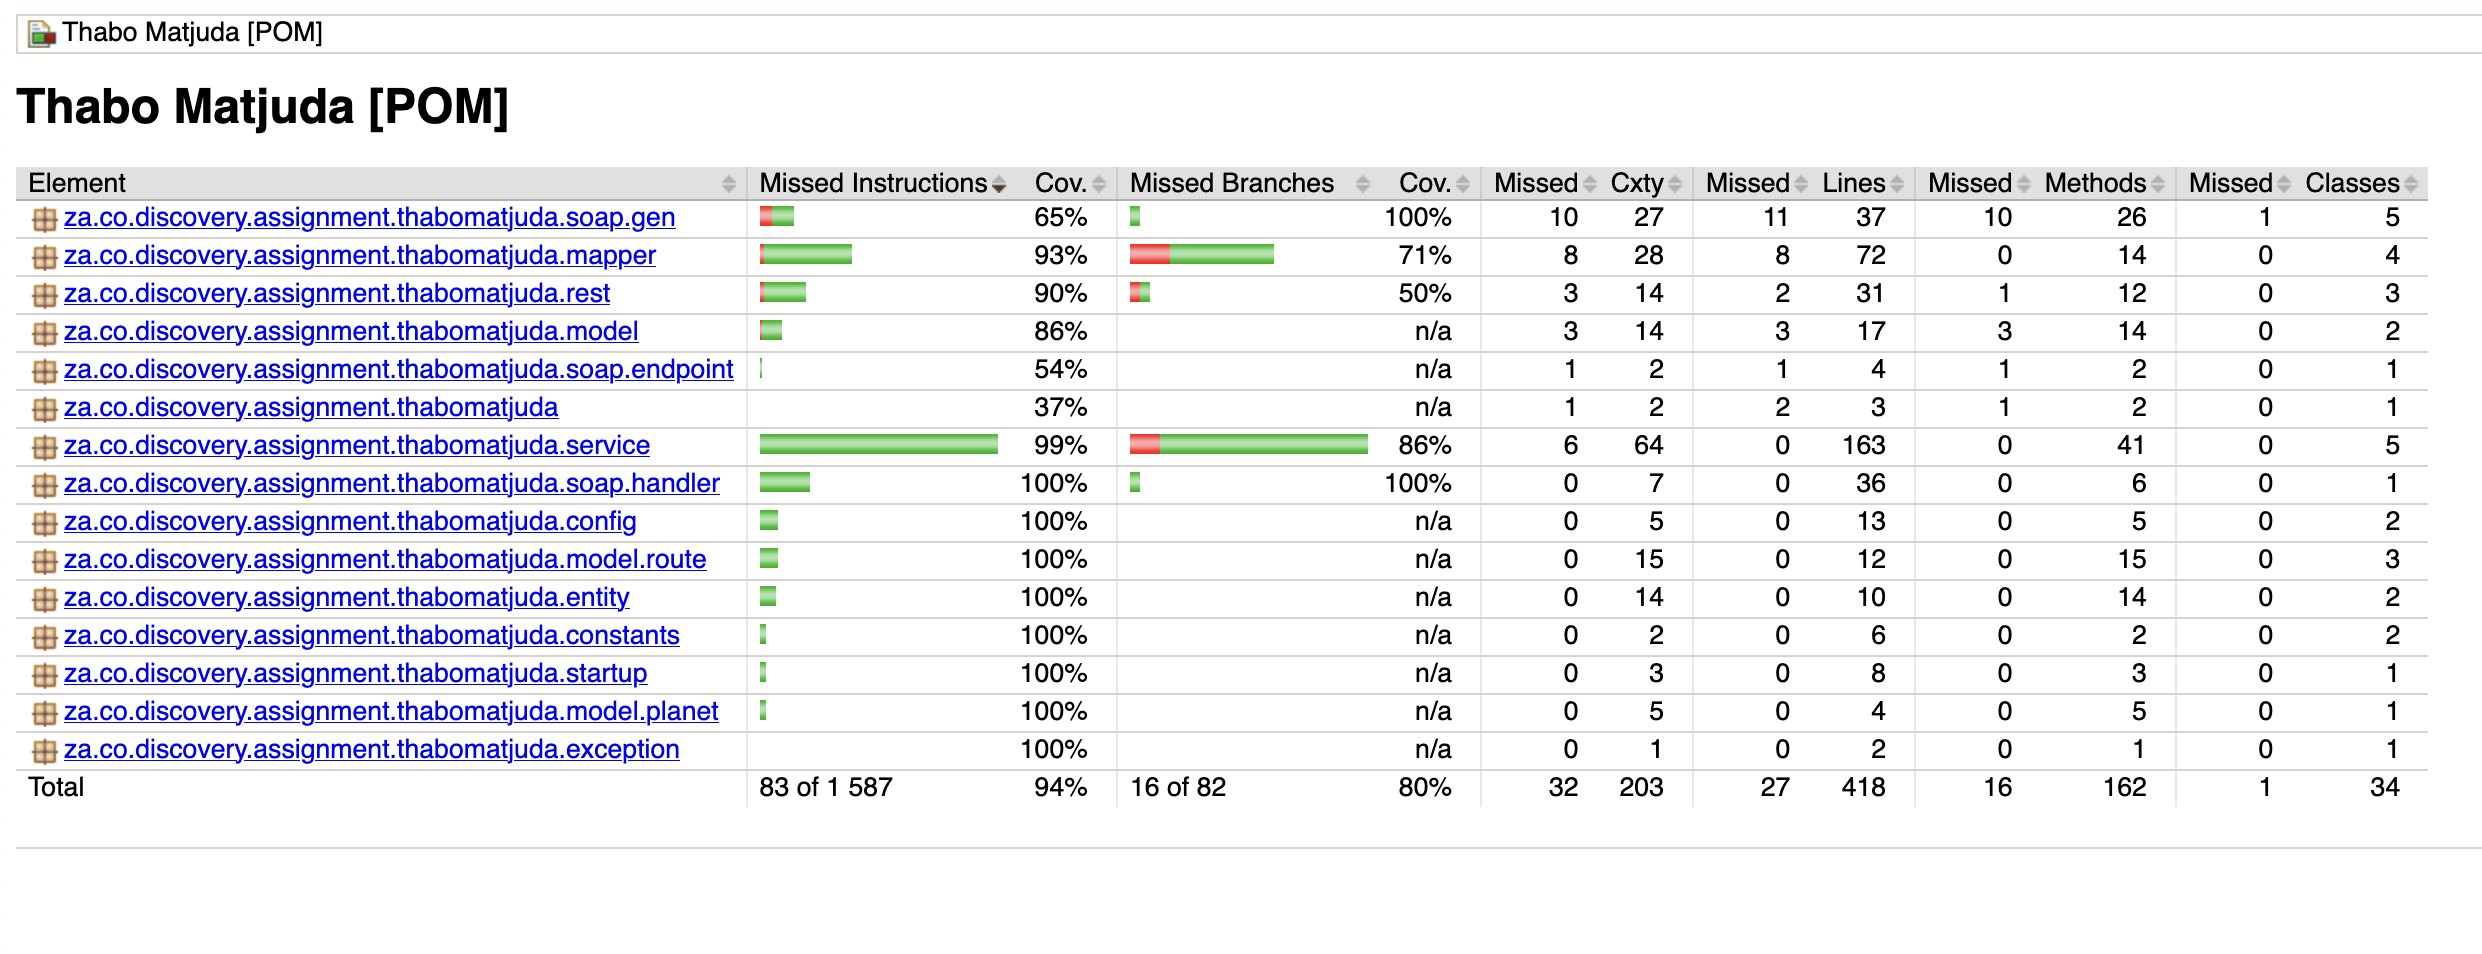 Thabo Matjuda [POM]
Thabo Matjuda [POM]
Element Missed Instructions Cov. Missed Branches Cov. Missed Cxty Missed Lines Missed Methods Missed Classes
za.co.discovery.assignment.thabomatjuda.soap.gen 65% 100% 10 27 11 37 10 26 1 5
za.co.discovery.assignment.thabomatjuda.mapper 93% 71% 8 28 8 72 0 14 0 4
za.co.discovery.assignment.thabomatjuda.rest 90% 50% 3 14 2 31 1 12 0 3
za.co.discovery.assignment.thabomatjuda.model 86% n/a 3 14 3 17 3 14 0 2
za.co.discovery.assignment.thabomatjuda.soap.endpoint 54% n/a 1 2 1 4 1 2 0 1
za.co.discovery.assignment.thabomatjuda 37% n/a 1 2 2 3 1 2 0 1
za.co.discovery.assignment.thabomatjuda.service 99% 86% 6 64 0 163 0 41 0 5
za.co.discovery.assignment.thabomatjuda.soap.handler 100% 100% 0 7 0 36 0 6 0 1
za.co.discovery.assignment.thabomatjuda.config 100% n/a 0 5 0 13 0 5 0 2
za.co.discovery.assignment.thabomatjuda.model.route 100% n/a 0 15 0 12 0 15 0 3
za.co.discovery.assignment.thabomatjuda.entity 100% n/a 0 14 0 10 0 14 0 2
za.co.discovery.assignment.thabomatjuda.constants 100% n/a 0 2 0 6 0 2 0 2
za.co.discovery.assignment.thabomatjuda.startup 100% n/a 0 3 0 8 0 3 0 1
za.co.discovery.assignment.thabomatjuda.model.planet 100% n/a 0 5 0 4 0 5 0 1
za.co.discovery.assignment.thabomatjuda.exception 100% n/a 0 1 0 2 0 1 0 1
Total 83 of 1 587 94% 16 of 82 80% 32 203 27 418 16 162 1 34